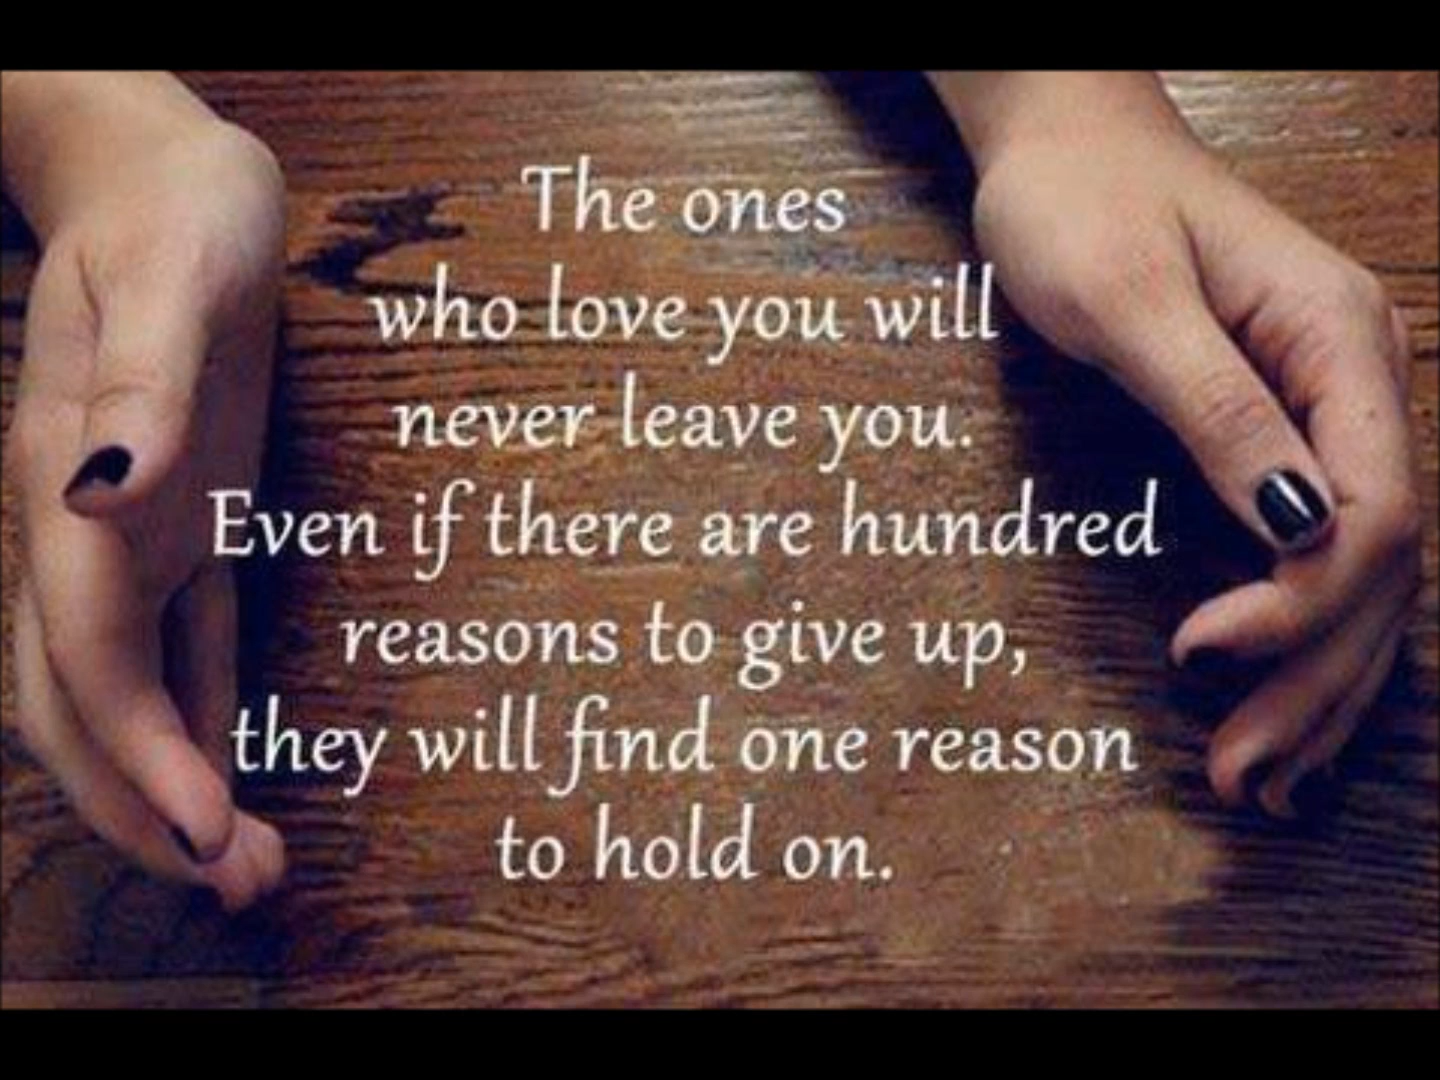 The ones
who love you will
never leave you.
Even if there are hundred
reasons to give up,
they will find one reason
to hold on.